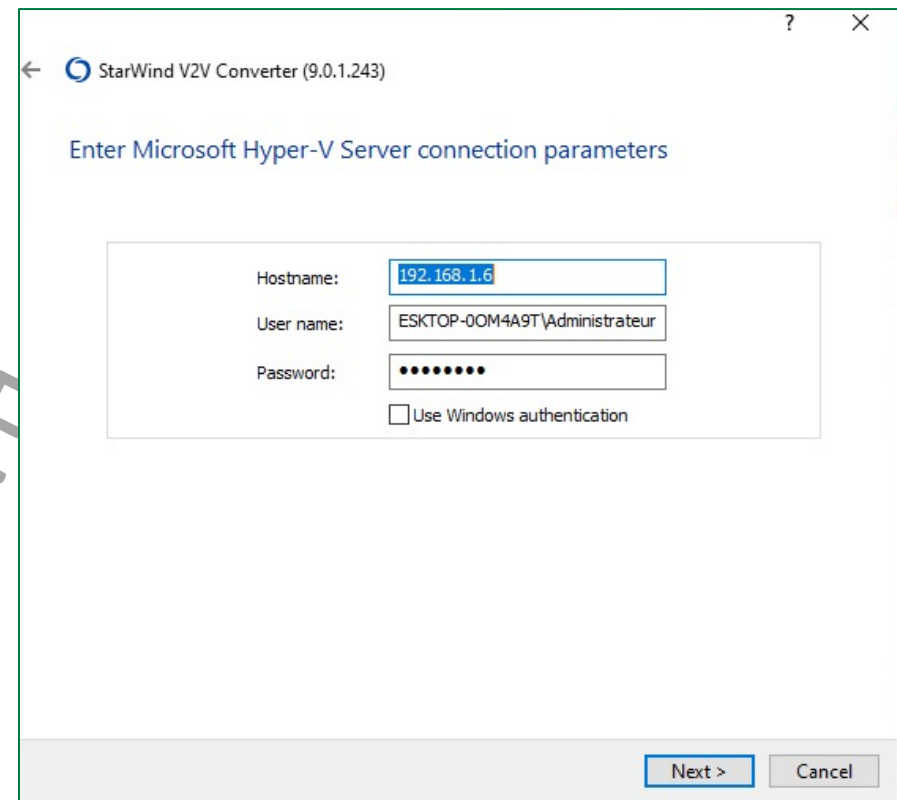 ?
StarWind V2V Converter (9.0.1.243)
Enter Microsoft Hyper-V Server connection parameters
Hostname: 192.168.1.6
User name: ESKTOP-0OM4A9T\Administrateur
Password: ••••••••
Use Windows authentication
Next > Cancel